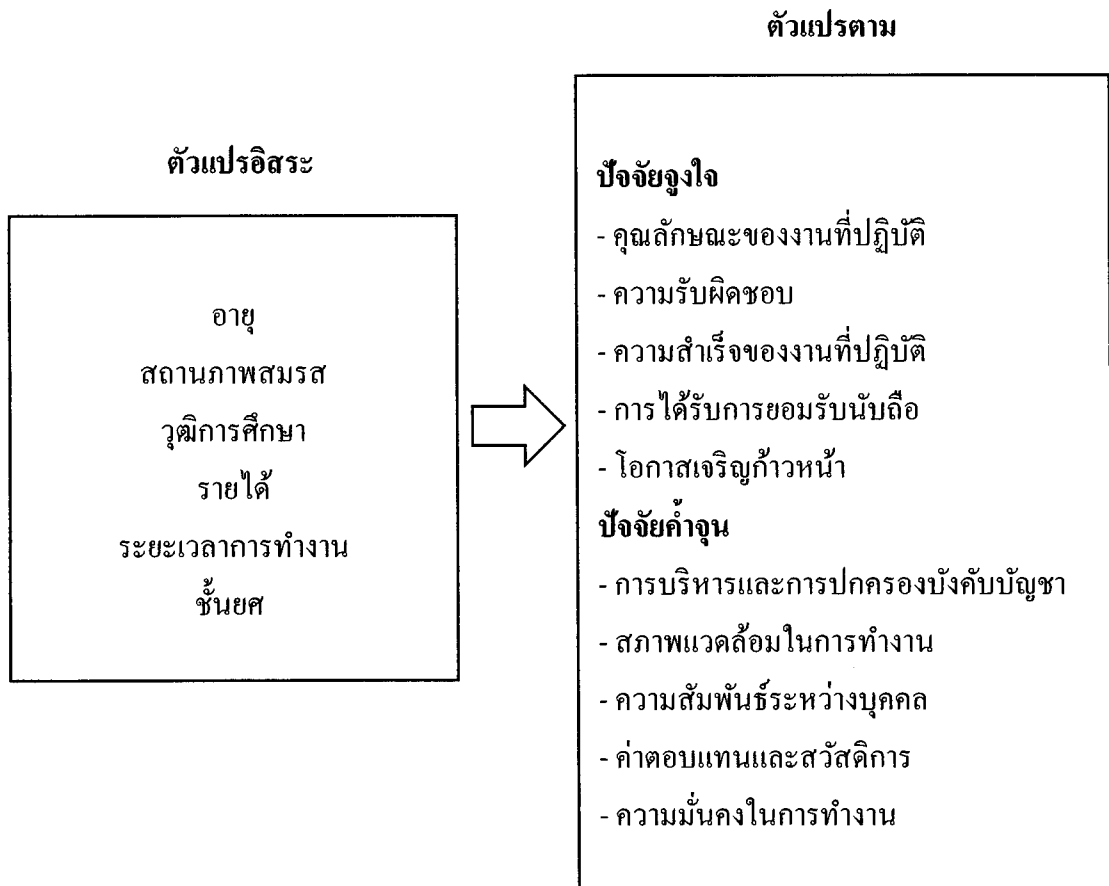 ตัวแปรอิสระ
อายุ
สถานภาพสมรส
วุฒิการศึกษา
รายได้
ระยะเวลาการทำงาน
ชั้นยศ
ตัวแปรตาม
ปัจจัยจูงใจ
- คุณลักษณะของงานที่ปฏิบัติ
- ความรับผิดชอบ
- ความสำเร็จของงานที่ปฏิบัติ
- การได้รับการยอมรับนับถือ
- โอกาสเจริญก้าวหน้า
ปัจจัยค้ำจุน
- การบริหารและการปกครองบังคับบัญชา
- สภาพแวดล้อมในการทำงาน
- ความสัมพันธ์ระหว่างบุคคล
- ค่าตอบแทนและสวัสดิการ
- ความมั่นคงในการทำงาน